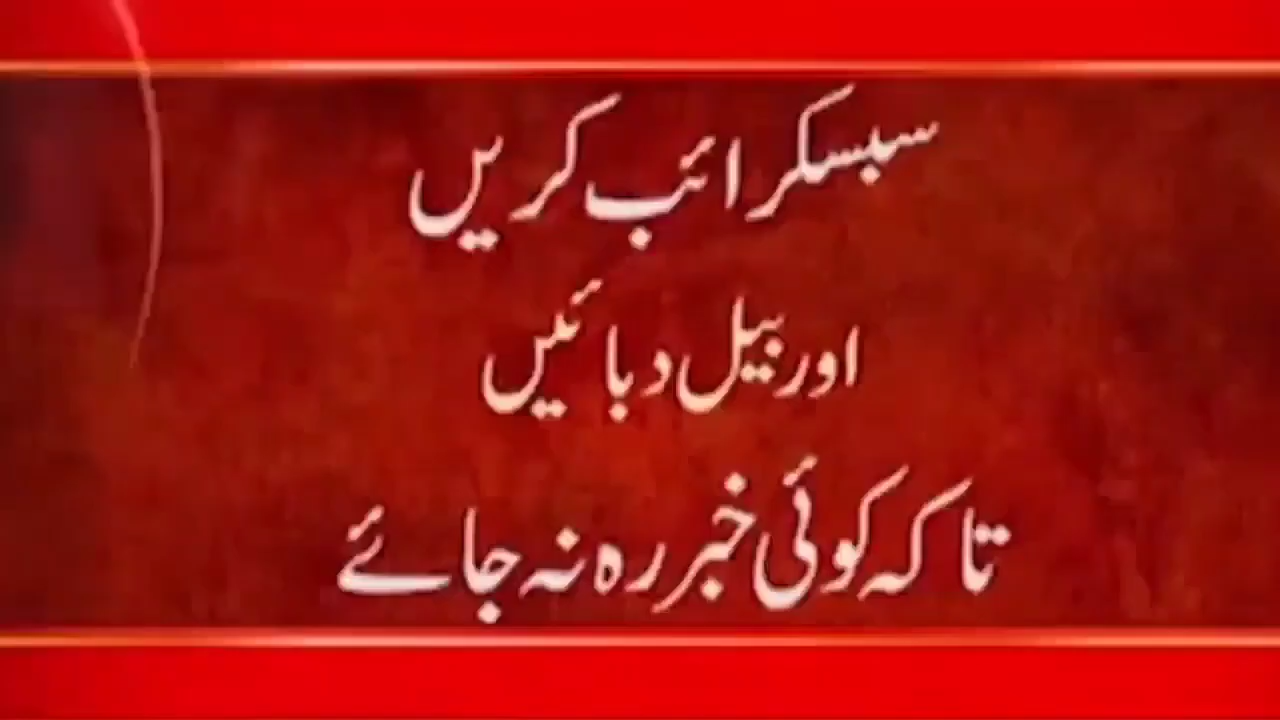 سبسکرائب کریں
اور بیل دبائیں
تاکہ کوئی خبر رہ نہ جائے